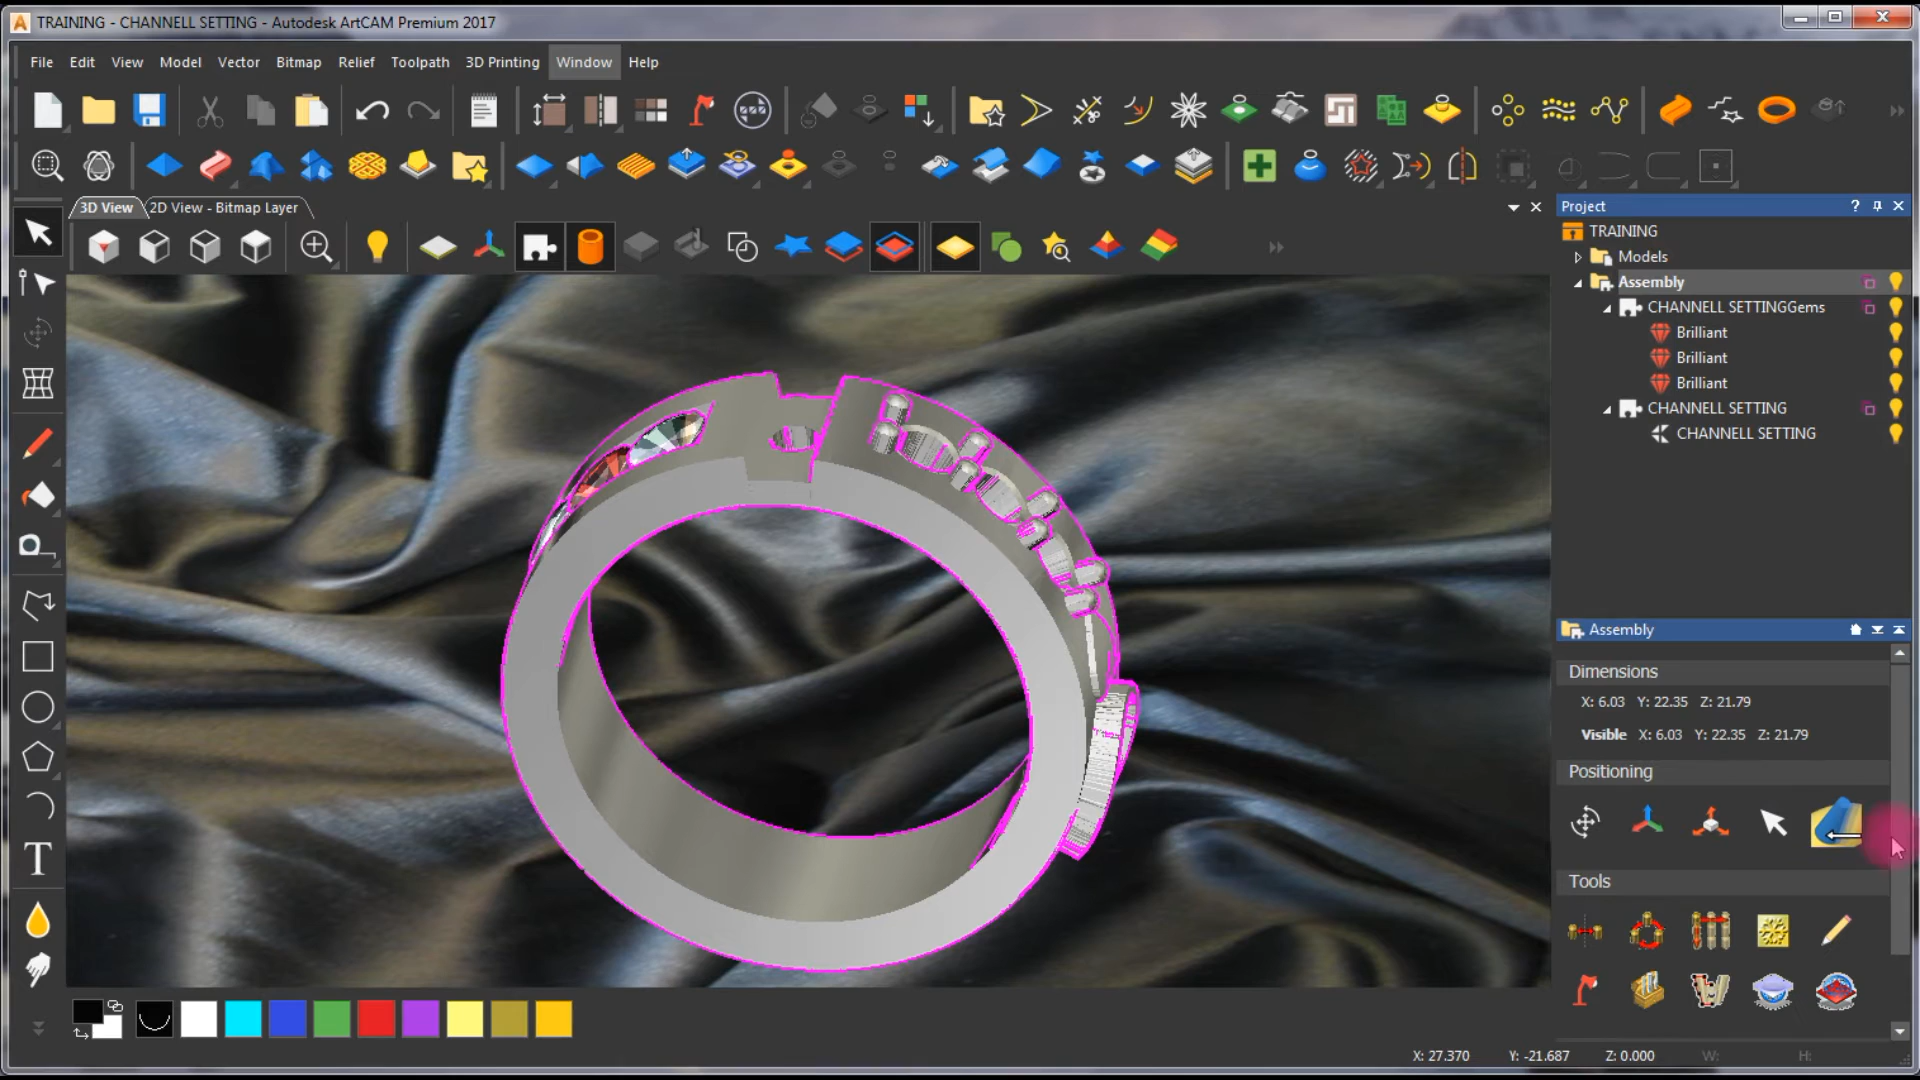 TRAINING - CHANNELL SETTING - Autodesk ArtCAM Premium 2017
File Edit View Model Vector Bitmap Relief Toolpath 3D Printing Window Help
3D View 2D View - Bitmap Layer
Project
TRAINING
Models
Assembly
CHANNELL SETTINGGems
Brilliant
Brilliant
Brilliant
CHANNELL SETTING
CHANNELL SETTING
Assembly
Dimensions
X: 6.03 Y: 22.35 Z: 21.79
Visible X: 6.03 Y: 22.35 Z: 21.79
Positioning
Tools
X: 27.370 Y: -21.687 Z: 0.000 W: H: